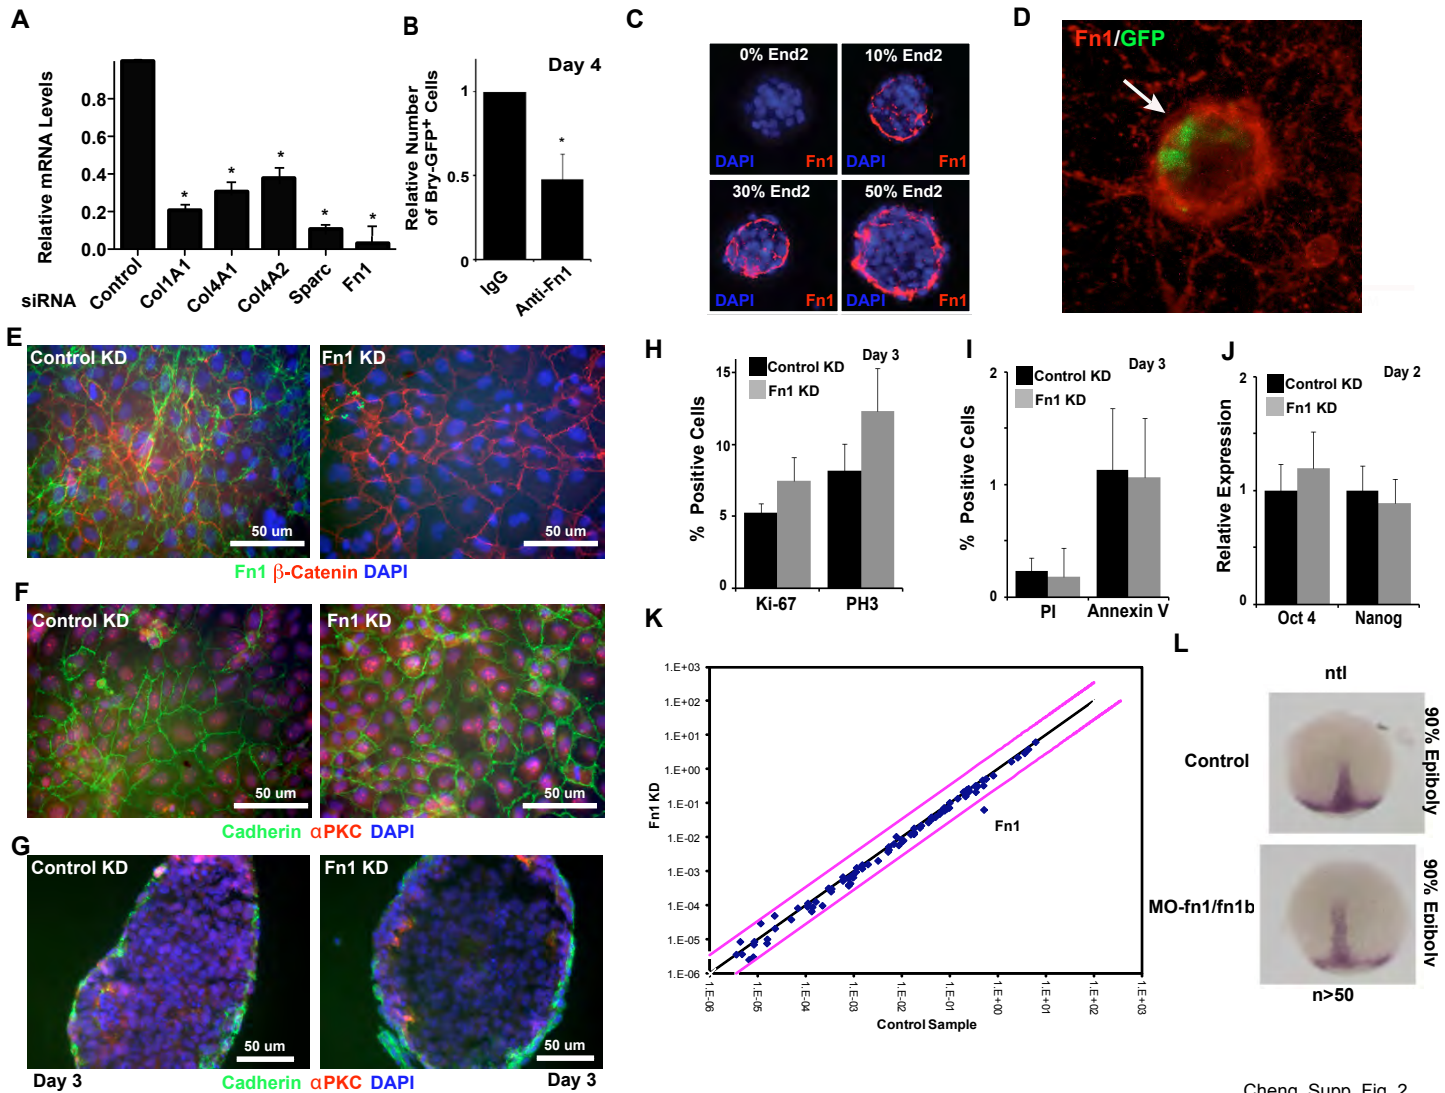 A
Relative mRNA Levels
0.8
0.6
0.4
0.2
0.0
*
*
*
*
*
siRNA
Control
Col1A1
Col4A1
Col4A2
Sparc
Fn1
B
Day 4
Relative Number
of Bry-GFP+ Cells
1
0.5
0
*
IgG
Anti-Fn1
C
0% End2
DAPI
Fn1
10% End2
DAPI
Fn1
30% End2
DAPI
Fn1
50% End2
DAPI
Fn1
D
Fn1/GFP
E
Control KD
50 um
Fn1 KD
50 um
Fn1 β-Catenin DAPI
F
Control KD
50 um
Fn1 KD
50 um
Cadherin αPKC DAPI
G
Control KD
50 um
Day 3
Fn1 KD
50 um
Day 3
Cadherin αPKC DAPI
H
Day 3
Control KD
Fn1 KD
% Positive Cells
15
10
5
0
Ki-67
PH3
I
Day 3
Control KD
Fn1 KD
% Positive Cells
2
1
0
PI
Annexin V
J
Day 2
Control KD
Fn1 KD
Relative Expression
2
1
0
Oct 4
Nanog
K
Fn1 KD
1.E+03
1.E+02
1.E+01
1.E+00
1.E-01
1.E-02
1.E-03
1.E-04
1.E-05
1.E-06
Fn1
1.E-06
1.E-05
1.E-04
1.E-03
1.E-02
1.E-01
1.E+00
1.E+01
1.E+02
1.E+03
Control Sample
L
ntl
Control
90% Epiboly
MO-fn1/fn1b
90% Epiboly
n>50
Cheng Supp Fig 2